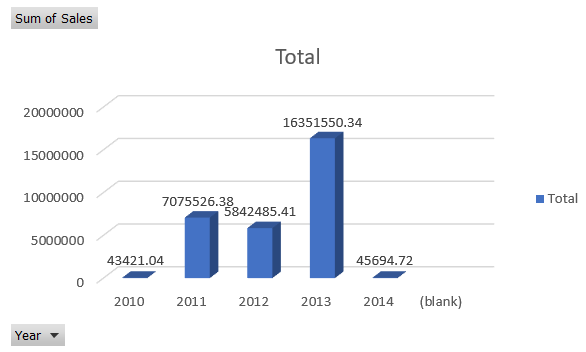 Sum of Sales
Total
20000000
15000000
10000000
5000000
0
43421.04
7075526.38
5842485.41
16351550.34
45694.72
2010 2011 2012 2013 2014 (blank)
Total
Year